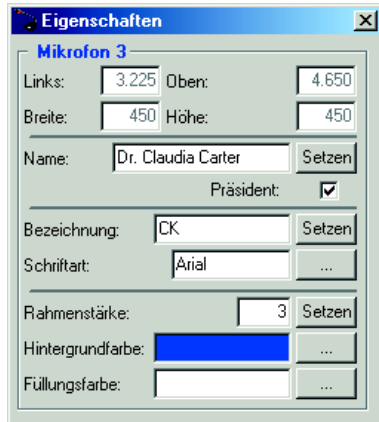 Eigenschaften
Mikrofon 3
Links: 3.225 Oben: 4.650
Breite: 450 Höhe: 450
Name: Dr. Claudia Carter Setzen
Präsident:
Bezeichnung: CK Setzen
Schriftart: Arial ...
Rahmenstärke: 3 Setzen
Hintergrundfarbe: ...
Füllungsfarbe: ...